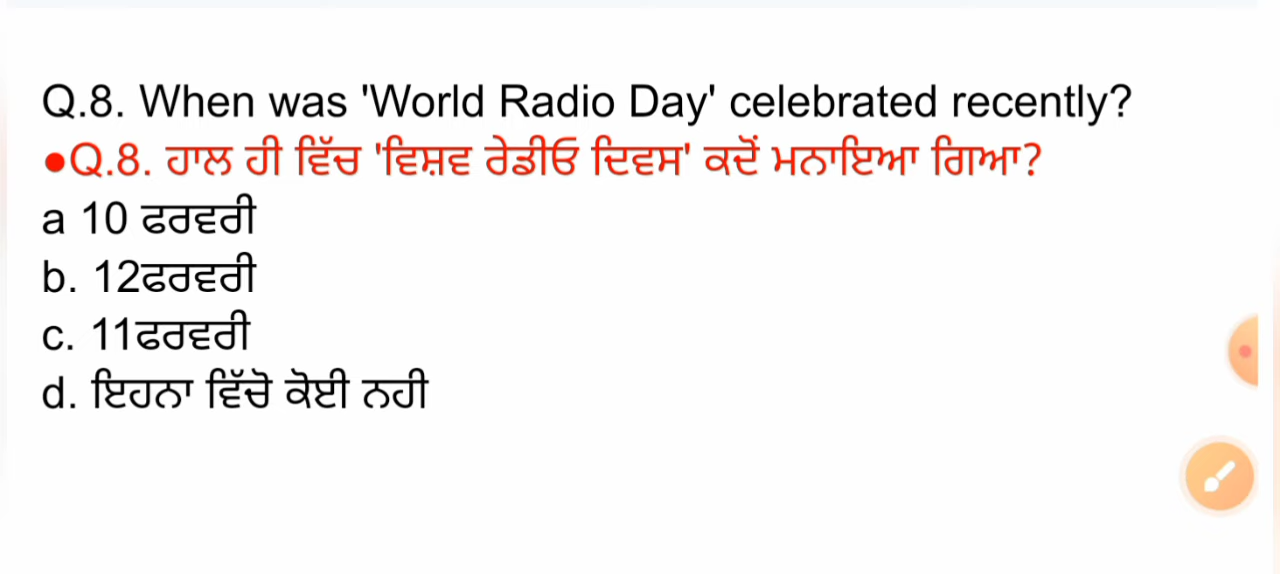 Q.8. When was 'World Radio Day' celebrated recently?
●Q.8. ਹਾਲ ਹੀ ਵਿੱਚ 'ਵਿਸ਼ਵ ਰੇਡੀਓ ਦਿਵਸ' ਕਦੋਂ ਮਨਾਇਆ ਗਿਆ?
a 10 ਫਰਵਰੀ
b. 12ਫਰਵਰੀ
c. 11ਫਰਵਰੀ
d. ਇਹਨਾ ਵਿੱਚੋ ਕੋਈ ਨਹੀ